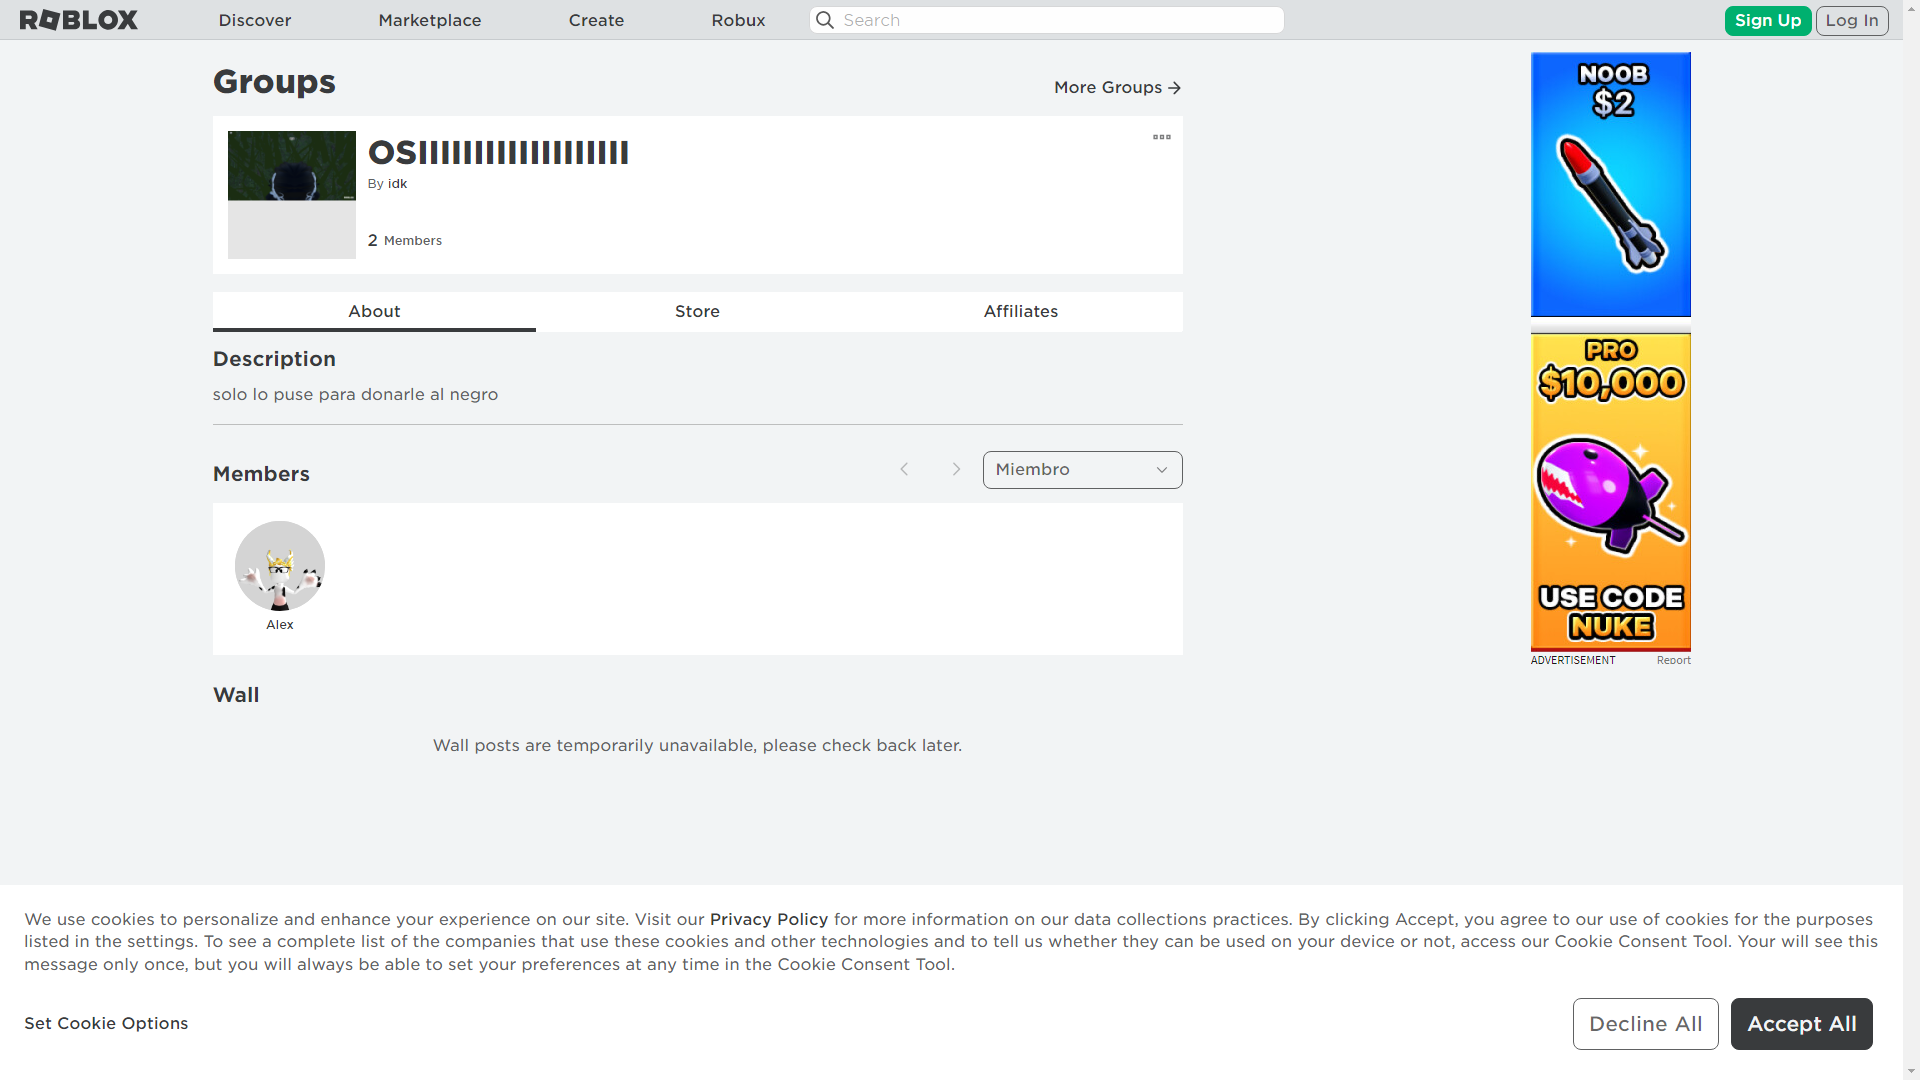 ROBLOX
Discover
Marketplace
Create
Robux
Search
Sign Up
Log In
Groups
More Groups
OSIIIIIIIIIIIIIIIIIII
By idk
2 Members
About
Store
Affiliates
Description
solo lo puse para donarle al negro
Members
Miembro
Alex
Wall
Wall posts are temporarily unavailable, please check back later.
NOOB
$2
PRO
$10,000
USE CODE
NUKE
ADVERTISEMENT
Report
We use cookies to personalize and enhance your experience on our site. Visit our Privacy Policy for more information on our data collections practices. By clicking Accept, you agree to our use of cookies for the purposes
listed in the settings. To see a complete list of the companies that use these cookies and other technologies and to tell us whether they can be used on your device or not, access our Cookie Consent Tool. Your will see this
message only once, but you will always be able to set your preferences at any time in the Cookie Consent Tool.
Set Cookie Options
Decline All
Accept All